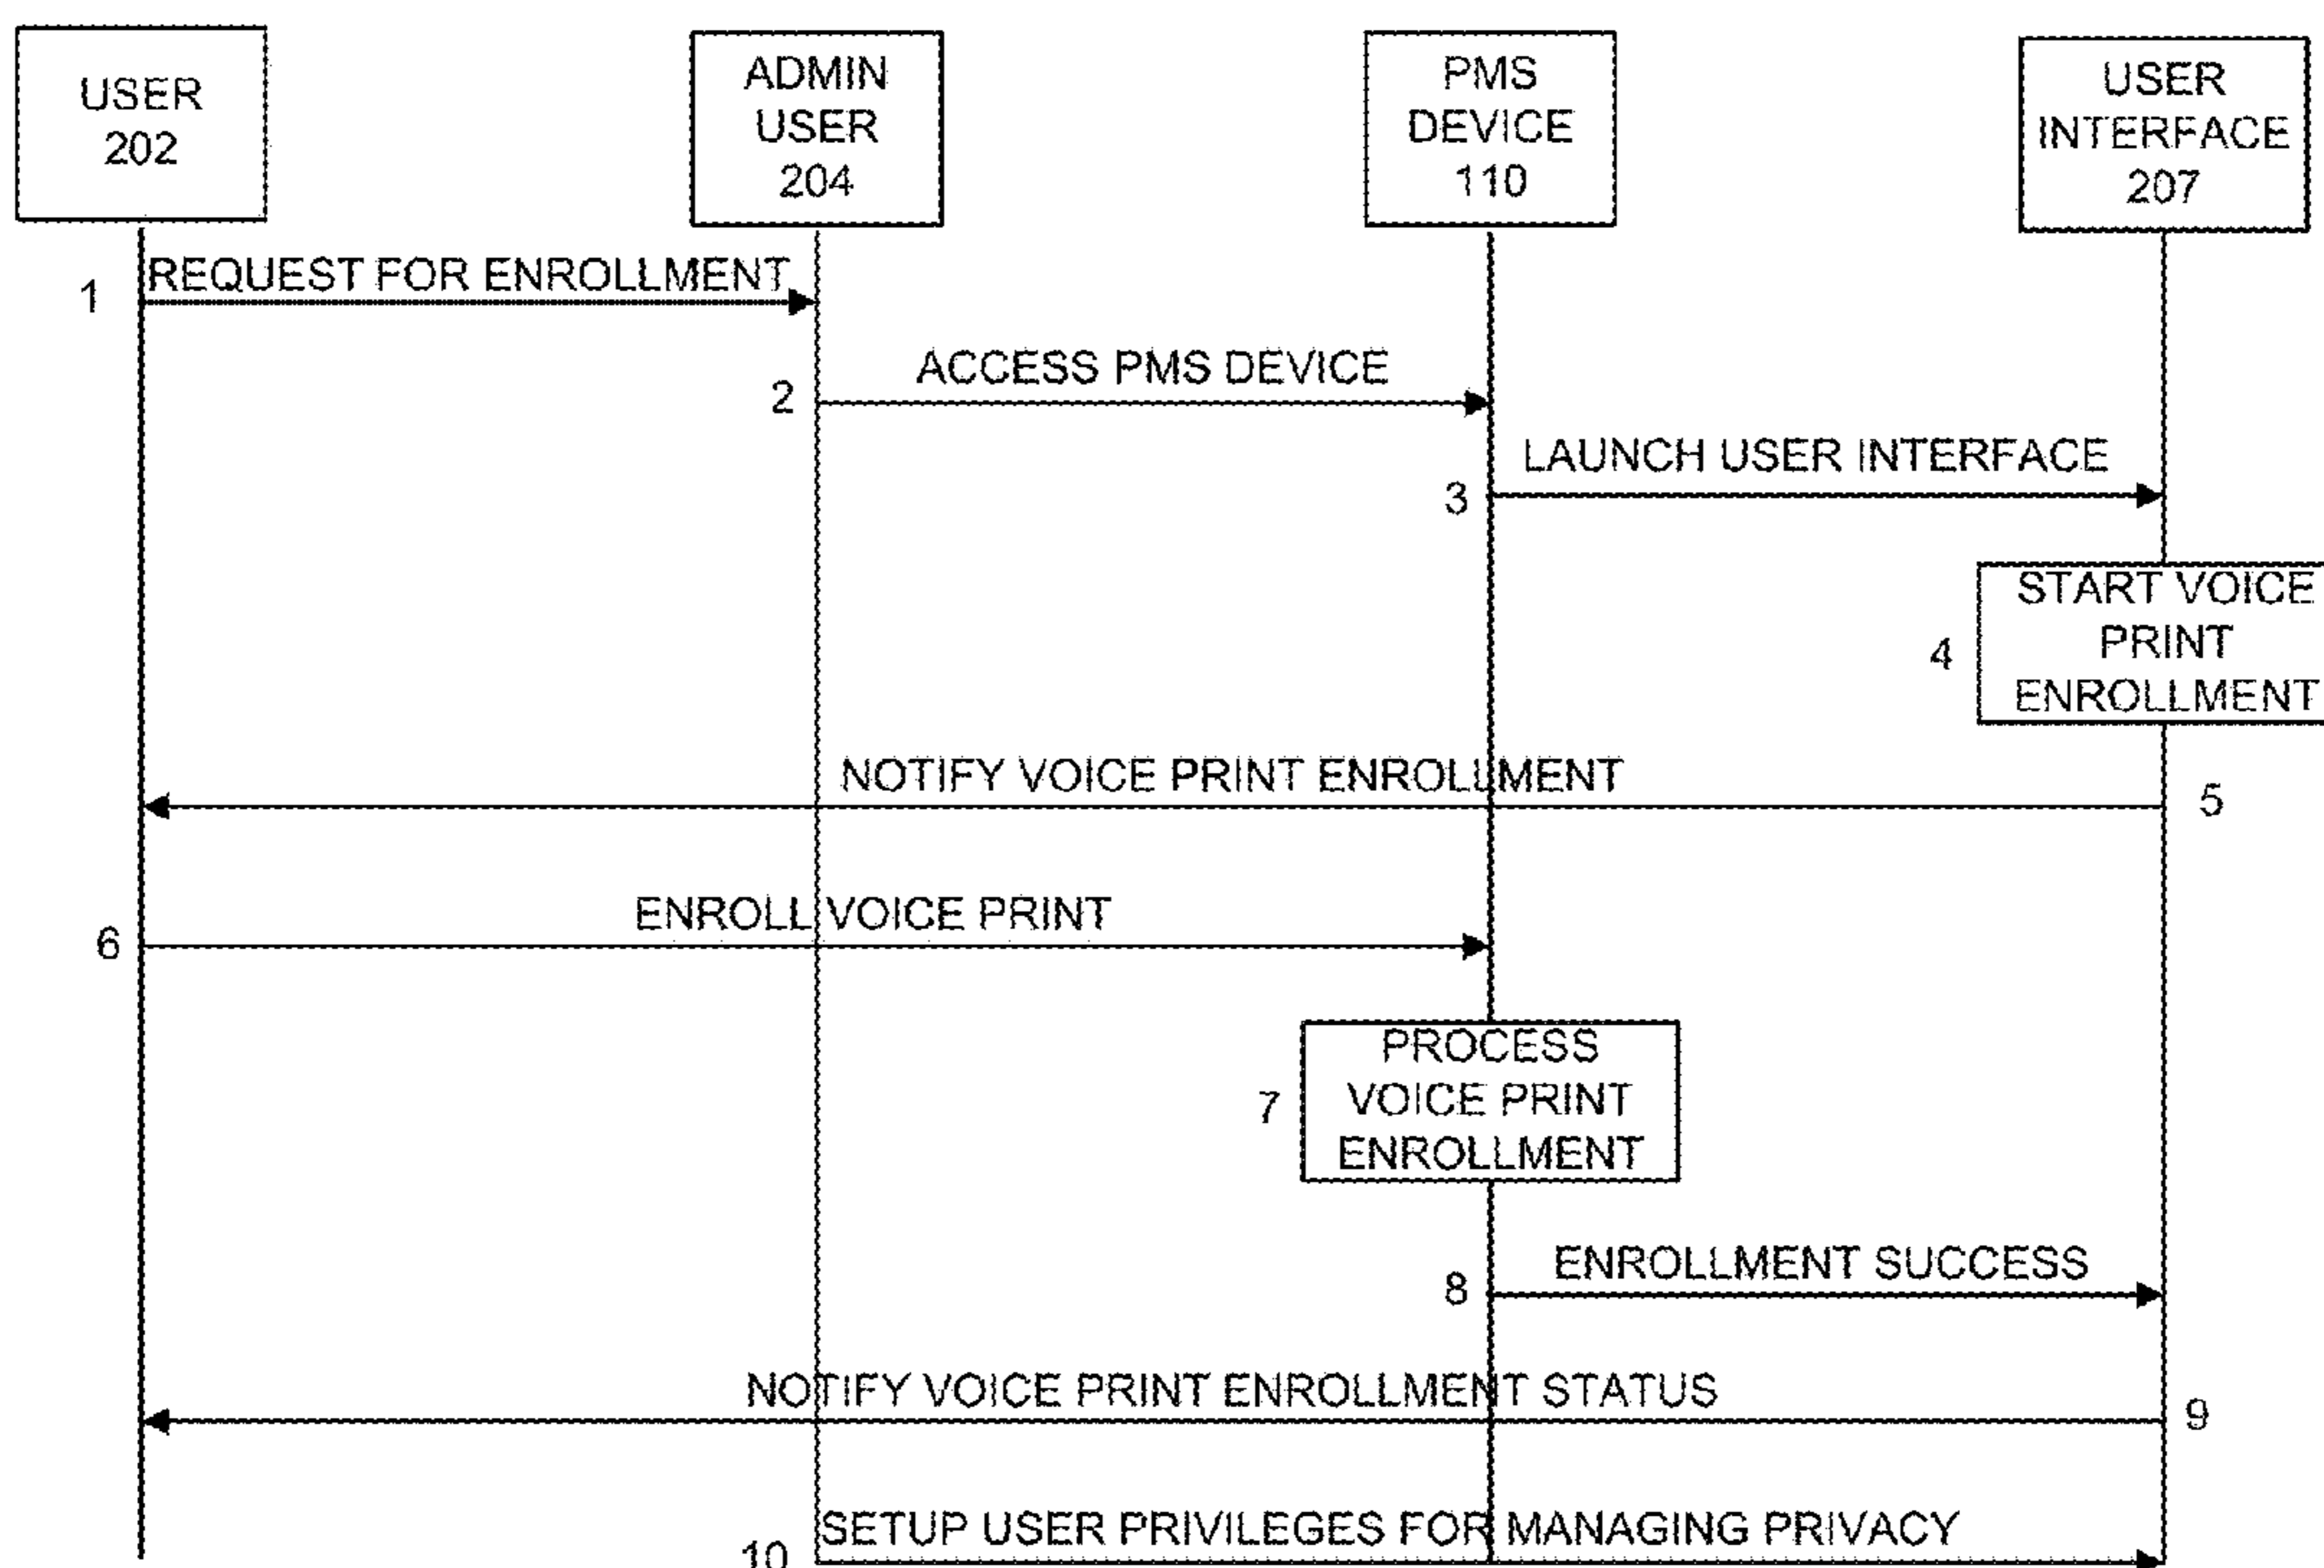 USER
202
ADMIN
USER
204
PMS
DEVICE
110
USER
INTERFACE
207
1
REQUEST FOR ENROLLMENT
ACCESS PMS DEVICE
2
LAUNCH USER INTERFACE
3
START VOICE
PRINT
ENROLLMENT
4
NOTIFY VOICE PRINT ENROLLMENT
5
ENROLL VOICE PRINT
6
PROCESS
VOICE PRINT
ENROLLMENT
7
ENROLLMENT SUCCESS
8
NOTIFY VOICE PRINT ENROLLMENT STATUS
9
SETUP USER PRIVILEGES FOR MANAGING PRIVACY
10